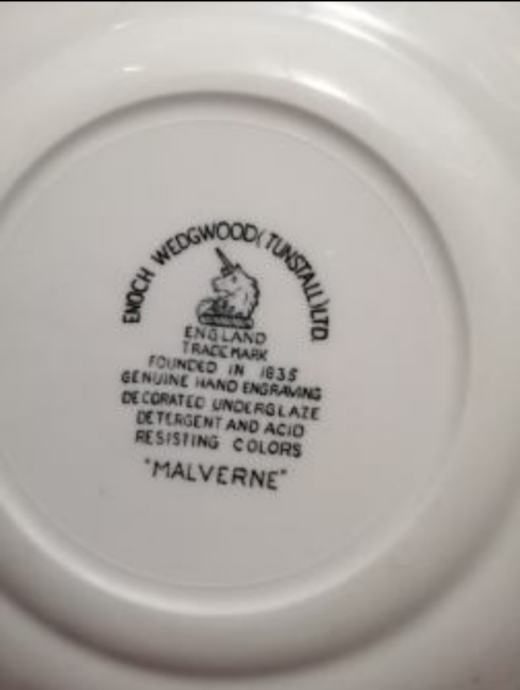 ENOCH WEDGWOOD (TUNSTALL) LTD.
ENGLAND
TRADEMARK
FOUNDED IN 1835
GENUINE HAND ENGRAVING
DECORATED UNDERGLAZE
DETERGENT AND ACID
RESISTING COLORS
"MALVERNE"